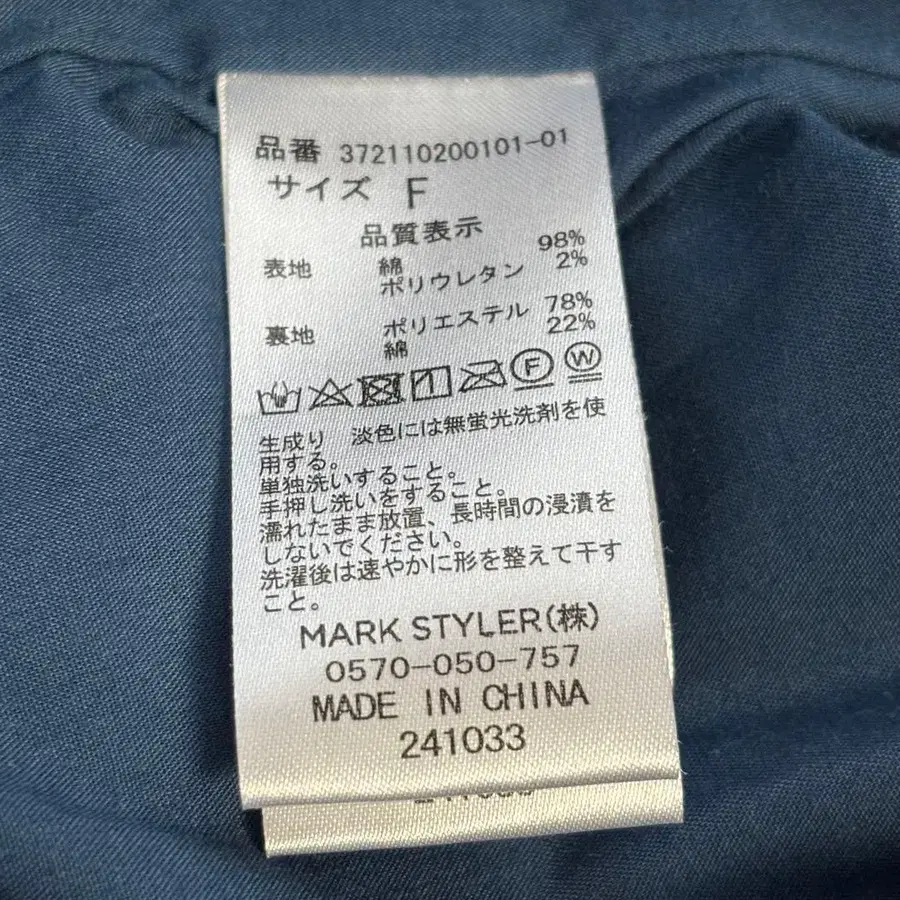 品番 372110200101-01
サイズ F
品質表示
表地 綿 98%
ポリウレタン 2%
裏地 ポリエステル 78%
綿 22%
F W
生成り 淡色には無蛍光洗剤を使
用する。
単独洗いすること。
手押し洗いをすること。
濡れたまま放置、長時間の浸漬を
しないでください。
洗濯後は速やかに形を整えて干す
こと。
MARK STYLER(株)
0570-050-757
MADE IN CHINA
241033